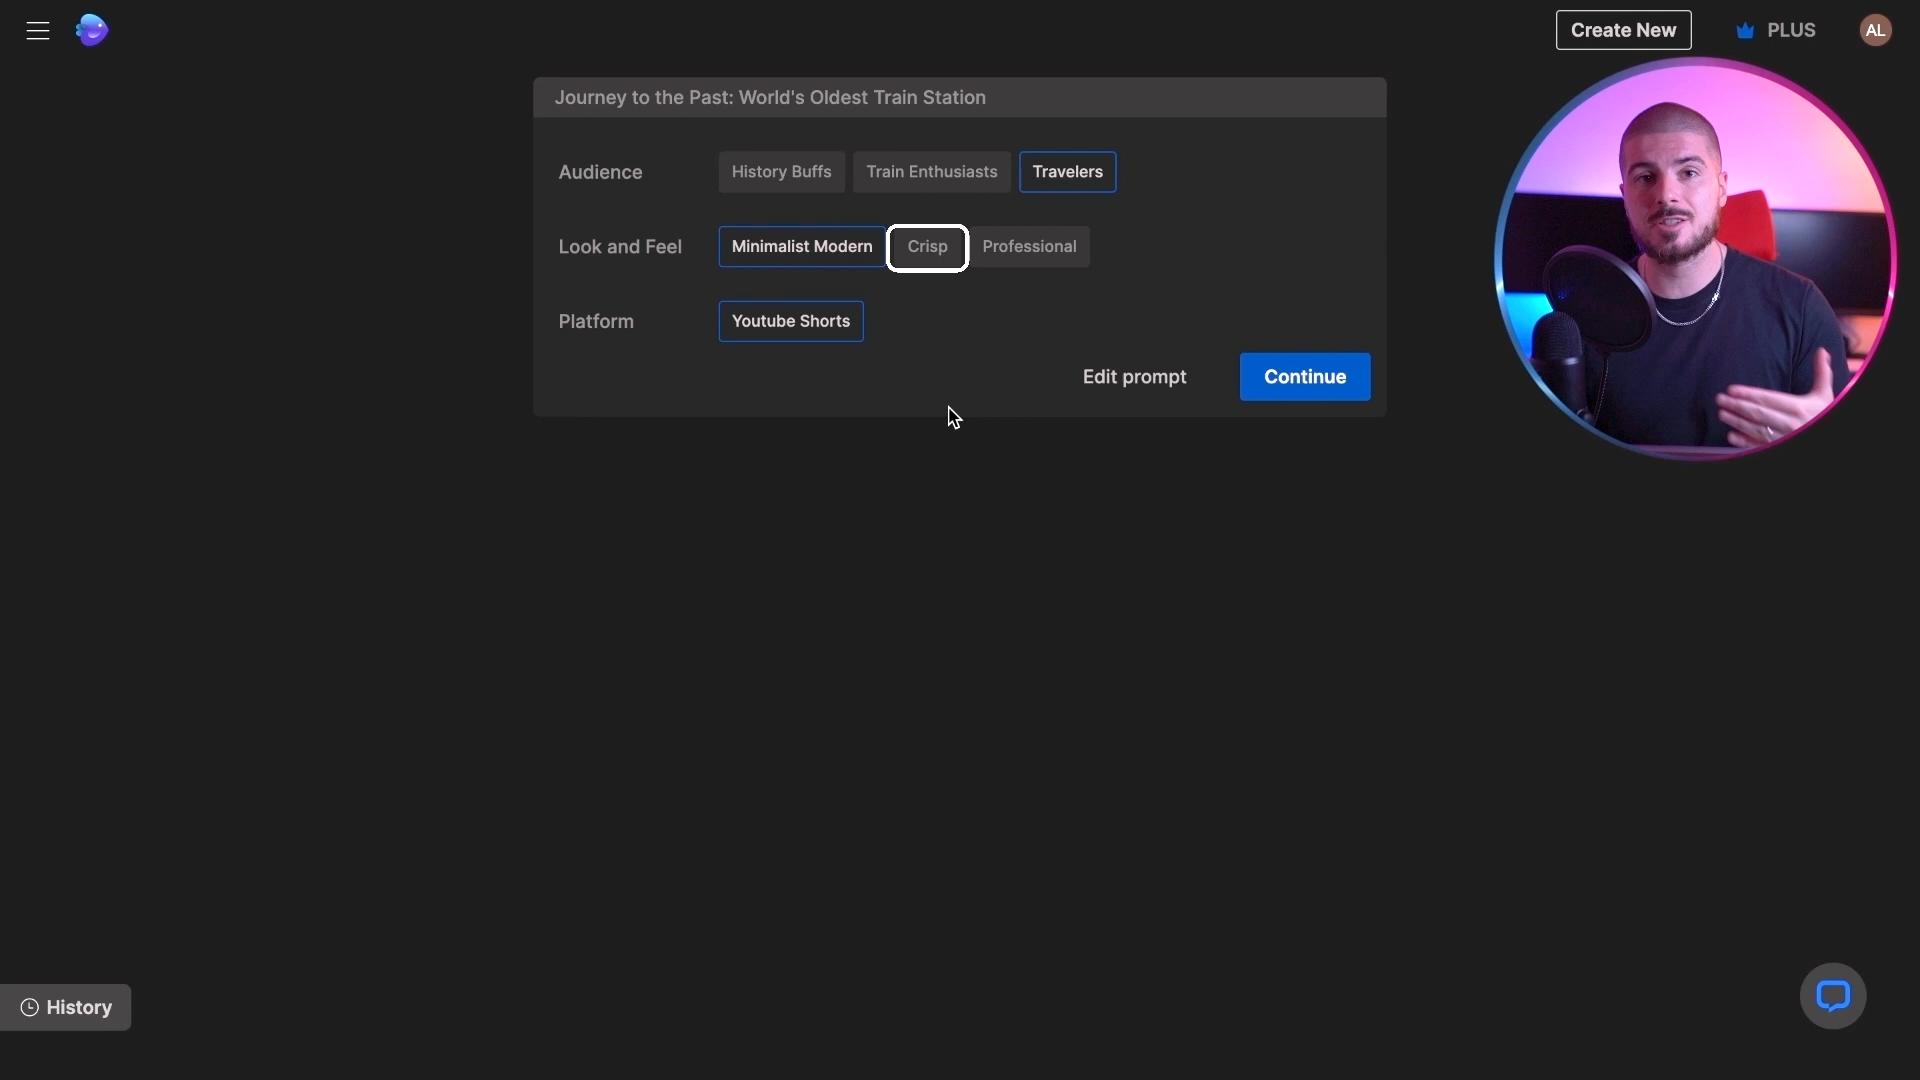 Create New
PLUS
AL
Journey to the Past: World's Oldest Train Station
Audience
History Buffs
Train Enthusiasts
Travelers
Look and Feel
Minimalist Modern
Crisp
Professional
Platform
Youtube Shorts
Edit prompt
Continue
History